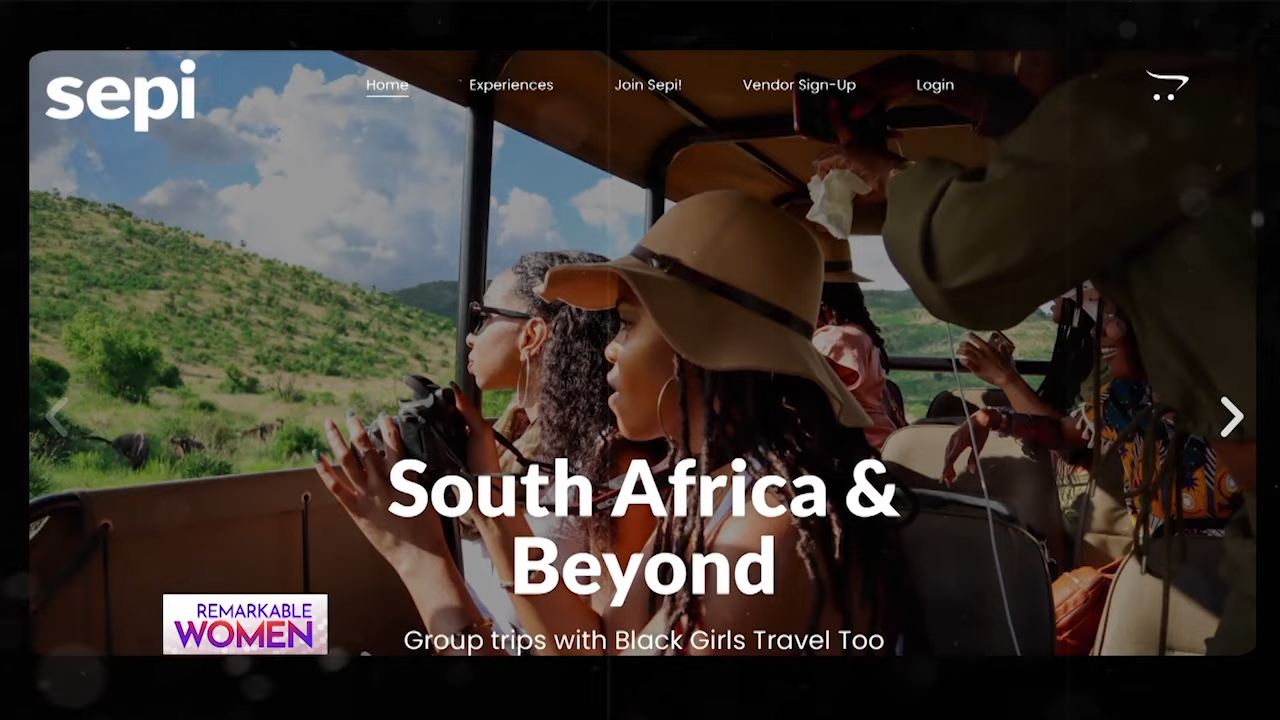 sepi
Home Experiences Join Sepi! Vendor Sign-Up Login
South Africa &
Beyond
Group trips with Black Girls Travel Too
REMARKABLE
WOMEN